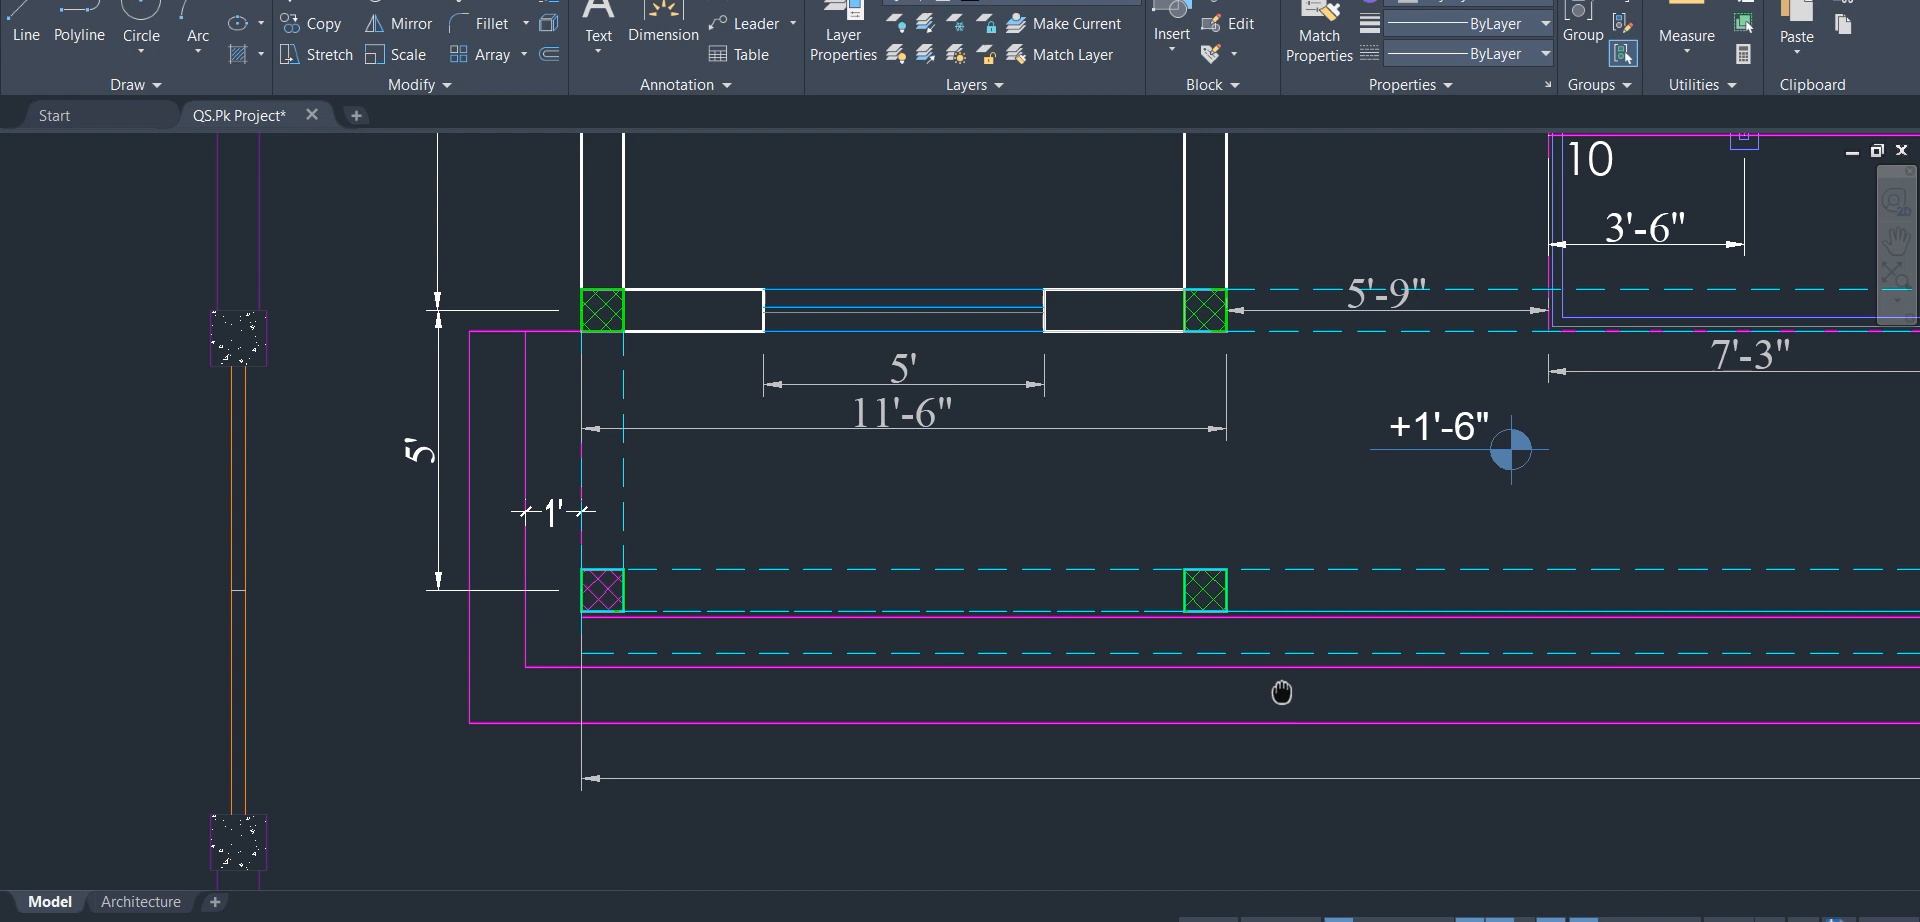 Copy Mirror Fillet Leader Make Current ByLayer
Line Polyline Circle Arc Text Dimension Layer Insert Edit Match Group Measure Paste
Stretch Scale Array Table Properties Match Layer Properties ByLayer
Draw Modify Annotation Layers Block Properties Groups Utilities Clipboard
Start QS.Pk Project*
10
2D
3'-6"
5'-9"
7'-3"
5'
11'-6"
+1'-6"
5'
1'
Model Architecture